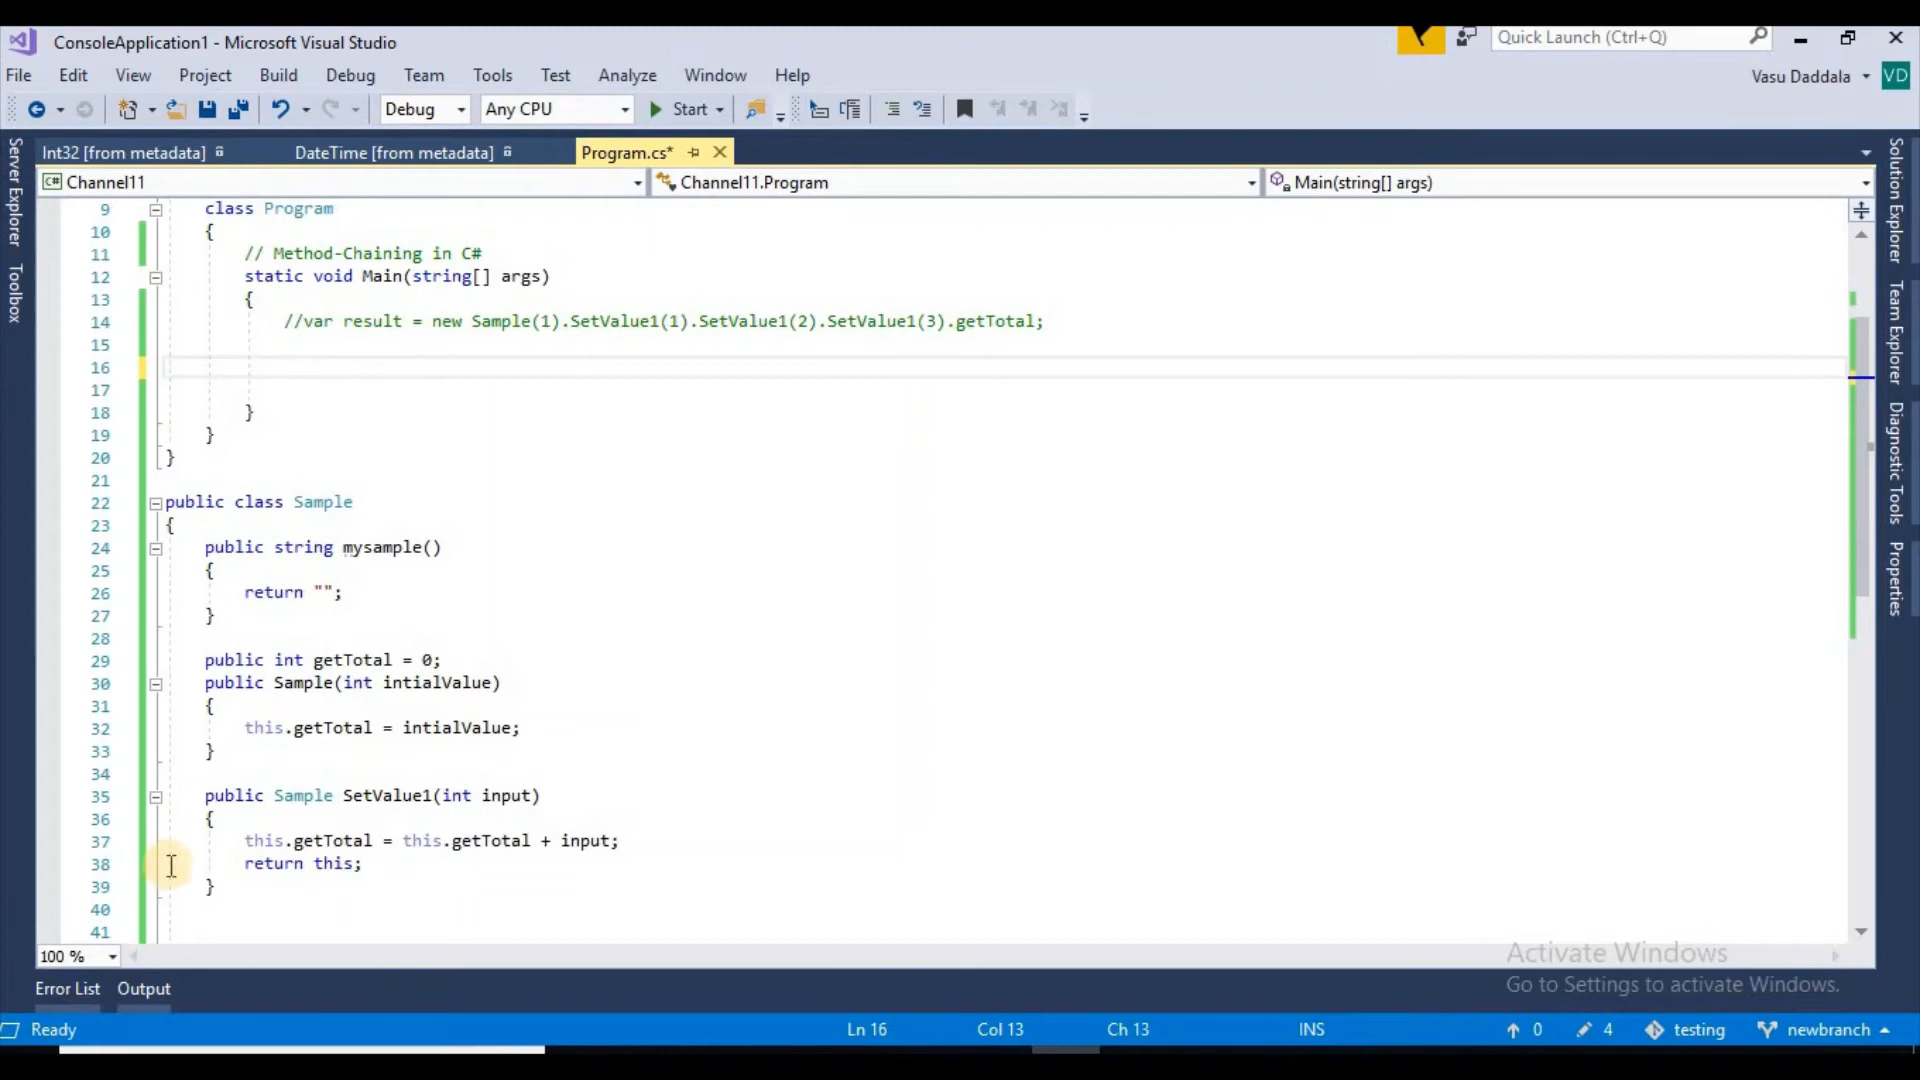 ConsoleApplication1 - Microsoft Visual Studio
Quick Launch (Ctrl+Q)
File Edit View Project Build Debug Team Tools Test Analyze Window Help
Vasu Daddala VD
Debug Any CPU Start
Int32 [from metadata] DateTime [from metadata] Program.cs*
C# Channel11 Channel11.Program Main(string[] args)
Server Explorer
Toolbox
Solution Explorer
Team Explorer
Diagnostic Tools
Properties
9 class Program
10 {
11 // Method-Chaining in C#
12 static void Main(string[] args)
13 {
14 //var result = new Sample(1).SetValue1(1).SetValue1(2).SetValue1(3).getTotal;
15
16
17
18 }
19 }
20 }
21
22 public class Sample
23 {
24 public string mysample()
25 {
26 return "";
27 }
28
29 public int getTotal = 0;
30 public Sample(int intialValue)
31 {
32 this.getTotal = intialValue;
33 }
34
35 public Sample SetValue1(int input)
36 {
37 this.getTotal = this.getTotal + input;
38 return this;
39 }
40
41
100 %
Activate Windows
Go to Settings to activate Windows.
Error List Output
Ready Ln 16 Col 13 Ch 13 INS 0 4 testing newbranch